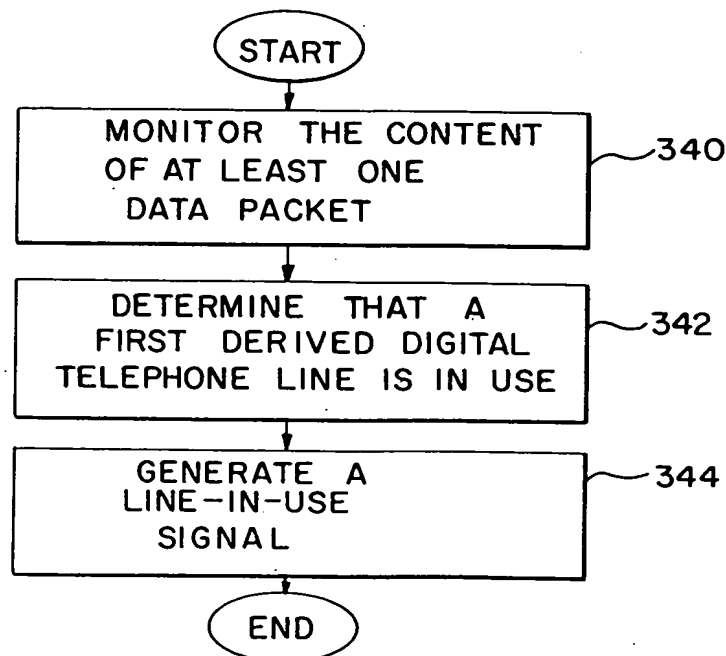 START
MONITOR THE CONTENT
OF AT LEAST ONE
DATA PACKET
340
DETERMINE THAT A
FIRST DERIVED DIGITAL
TELEPHONE LINE IS IN USE
342
GENERATE A
LINE-IN-USE
SIGNAL
344
END